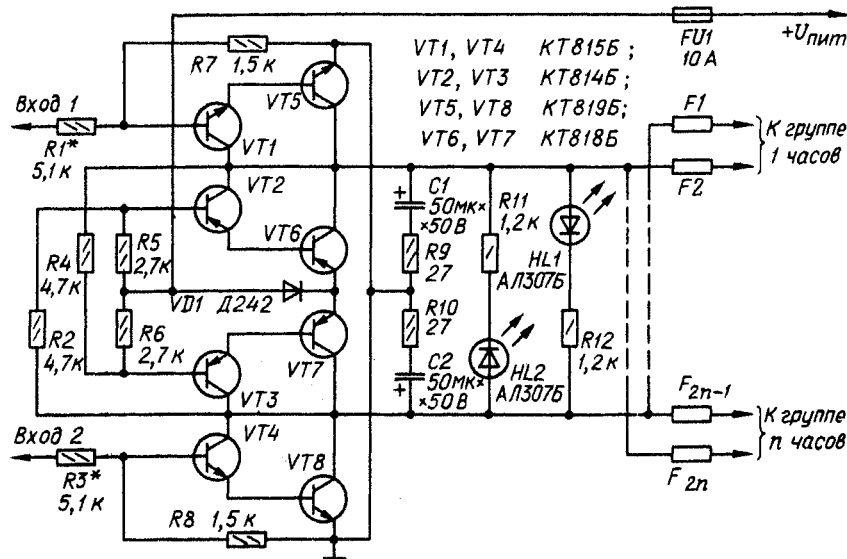 R7 1,5 к
VT5
VT1, VT4 КТ815Б ;
VT2, VT3 КТ814Б ;
VT5, VT8 КТ819Б;
VT6, VT7 КТ818Б
FU1
10 А
+Uпит
Вход 1
R1*
5,1 к
VT1
F1
F2
К группе
1 часов
VT2
R4
4,7к
R5
2,7к
VT6
C1
50мк×
×50В
R11
1,2 к
HL1
АЛ307Б
R9
27
VD1 Д242
R2
4,7к
R6
2,7 к
VT7
R10
27
R12
1,2 к
HL2
АЛ307Б
C2
50мк×
×50 В
VT3
VT4
F2n-1
F2n
К группе
n часов
Вход 2
R3*
5,1 к
VT8
R8 1,5 к